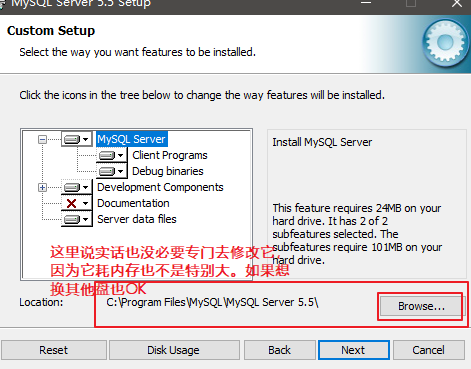 MySQL Server 5.5 Setup
Custom Setup
Select the way you want features to be installed.
Click the icons in the tree below to change the way features will be installed.
MySQL Server
Client Programs
Debug binaries
Development Components
Documentation
Server data files
Install MySQL Server
This feature requires 24MB on your
hard drive. It has 2 of 2
subfeatures selected. The
subfeatures require 101MB on your
hard drive.
这里说实话也没必要专门去修改它,
因为它耗内存也不是特别大。如果想
换其他盘也OK
Location:
C:\Program Files\MySQL\MySQL Server 5.5\
Browse...
Reset
Disk Usage
Back
Next
Cancel